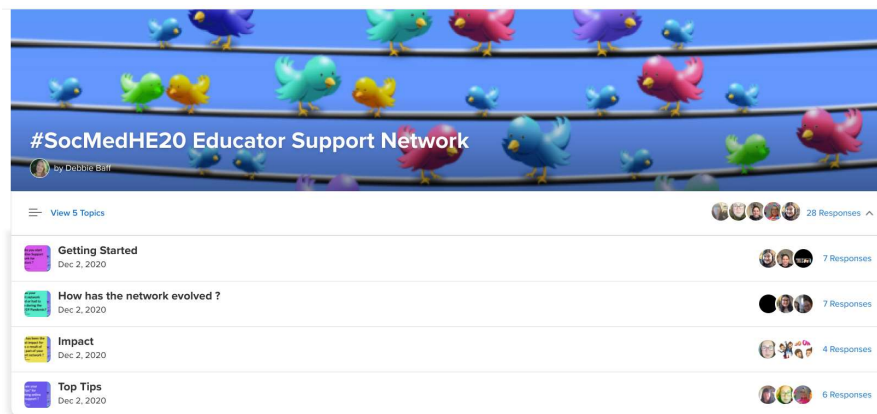 #SocMedHE20 Educator Support Network
by Debbie Baff
View 5 Topics
28 Responses
Getting Started
Dec 2, 2020
7 Responses
How has the network evolved ?
Dec 2, 2020
7 Responses
Impact
Dec 2, 2020
4 Responses
Top Tips
Dec 2, 2020
6 Responses